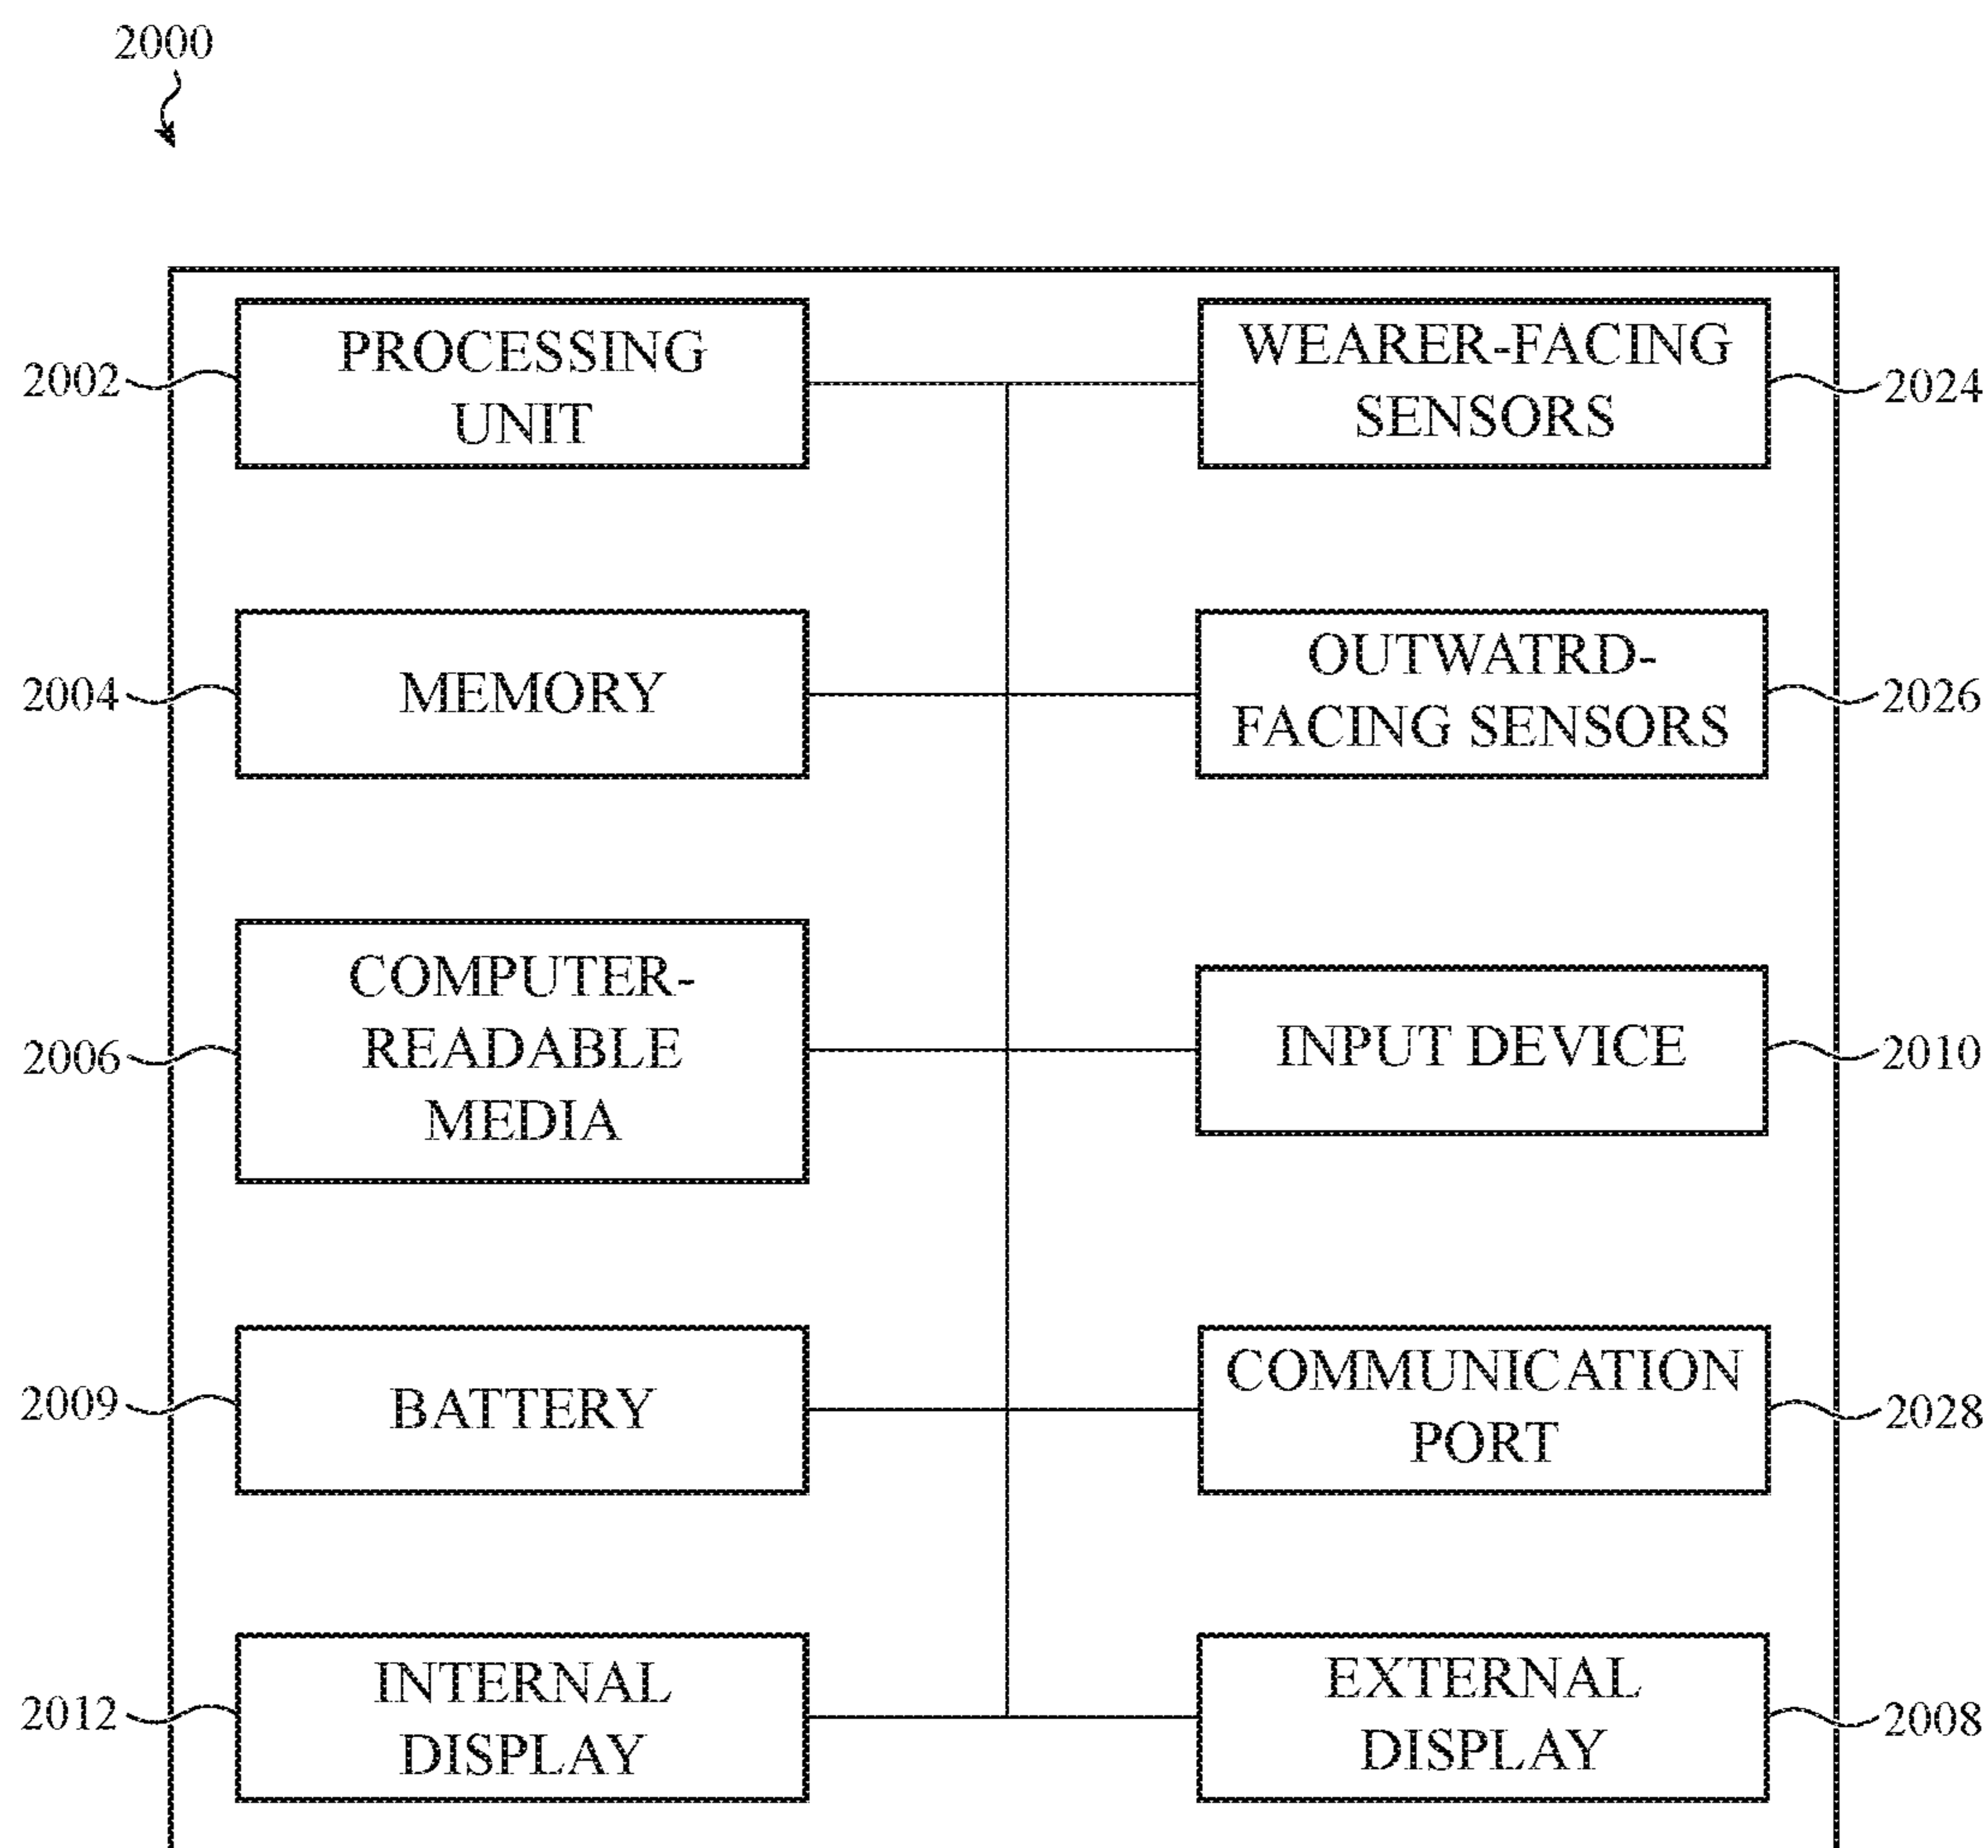 2000
PROCESSING
UNIT
2002
WEARER-FACING
SENSORS
2024
MEMORY
2004
OUTWATRD-
FACING SENSORS
2026
COMPUTER-
READABLE
MEDIA
2006
INPUT DEVICE
2010
BATTERY
2009
COMMUNICATION
PORT
2028
INTERNAL
DISPLAY
2012
EXTERNAL
DISPLAY
2008